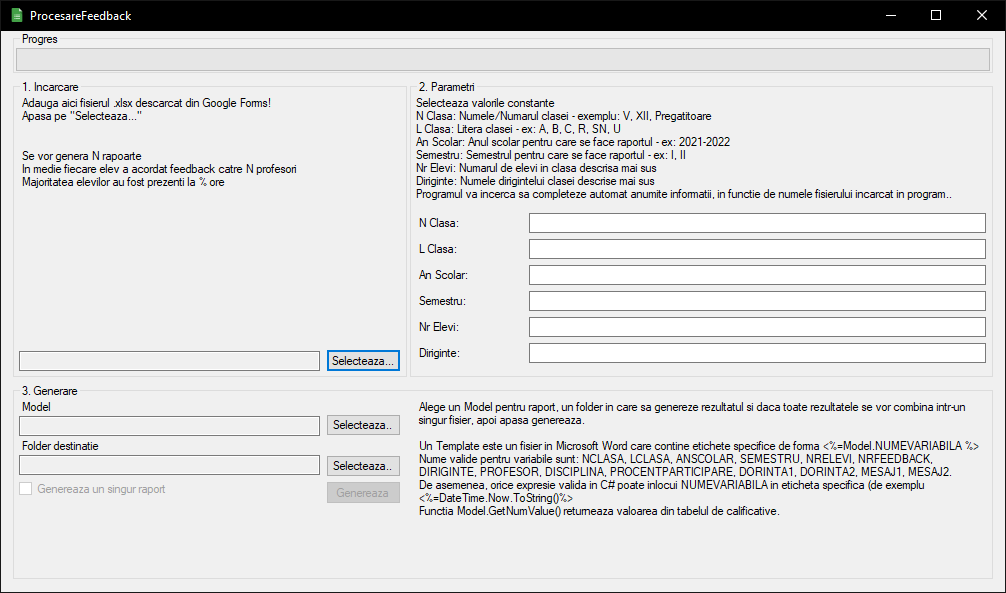 ProcesareFeedback
Progres
1. Incarcare
Adauga aici fisierul .xlsx descarcat din Google Forms!
Apasa pe "Selecteaza..."
Se vor genera N rapoarte
In medie fiecare elev a acordat feedback catre N profesori
Majoritatea elevilor au fost prezenti la % ore
Selecteaza...
2. Parametri
Selecteaza valorile constante
N Clasa: Numele/Numarul clasei - exemplu: V, XII, Pregatitoare
L Clasa: Litera clasei - ex: A, B, C, R, SN, U
An Scolar: Anul scolar pentru care se face raportul - ex: 2021-2022
Semestru: Semestrul pentru care se face raportul - ex: I, II
Nr Elevi: Numarul de elevi in clasa descrisa mai sus
Diriginte: Numele dirigintelui clasei descrise mai sus
Programul va incerca sa completeze automat anumite informatii, in functie de numele fisierului incarcat in program..
N Clasa:
L Clasa:
An Scolar:
Semestru:
Nr Elevi:
Diriginte:
3. Generare
Model
Selecteaza..
Folder destinatie
Selecteaza..
Genereaza un singur raport
Genereaza
Alege un Model pentru raport, un folder in care sa genereze rezultatul si daca toate rezultatele se vor combina intr-un
singur fisier, apoi apasa genereaza.
Un Template este un fisier in Microsoft Word care contine etichete specifice de forma <%=Model.NUMEVARIABILA %>
Nume valide pentru variabile sunt: NCLASA, LCLASA, ANSCOLAR, SEMESTRU, NRELEVI, NRFEEDBACK,
DIRIGINTE, PROFESOR, DISCIPLINA, PROCENTPARTICIPARE, DORINTA1, DORINTA2, MESAJ1, MESAJ2.
De asemenea, orice expresie valida in C# poate inlocui NUMEVARIABILA in eticheta specifica (de exemplu
<%=DateTime.Now.ToString()%>
Functia Model.GetNumValue() returneaza valoarea din tabelul de calificative.